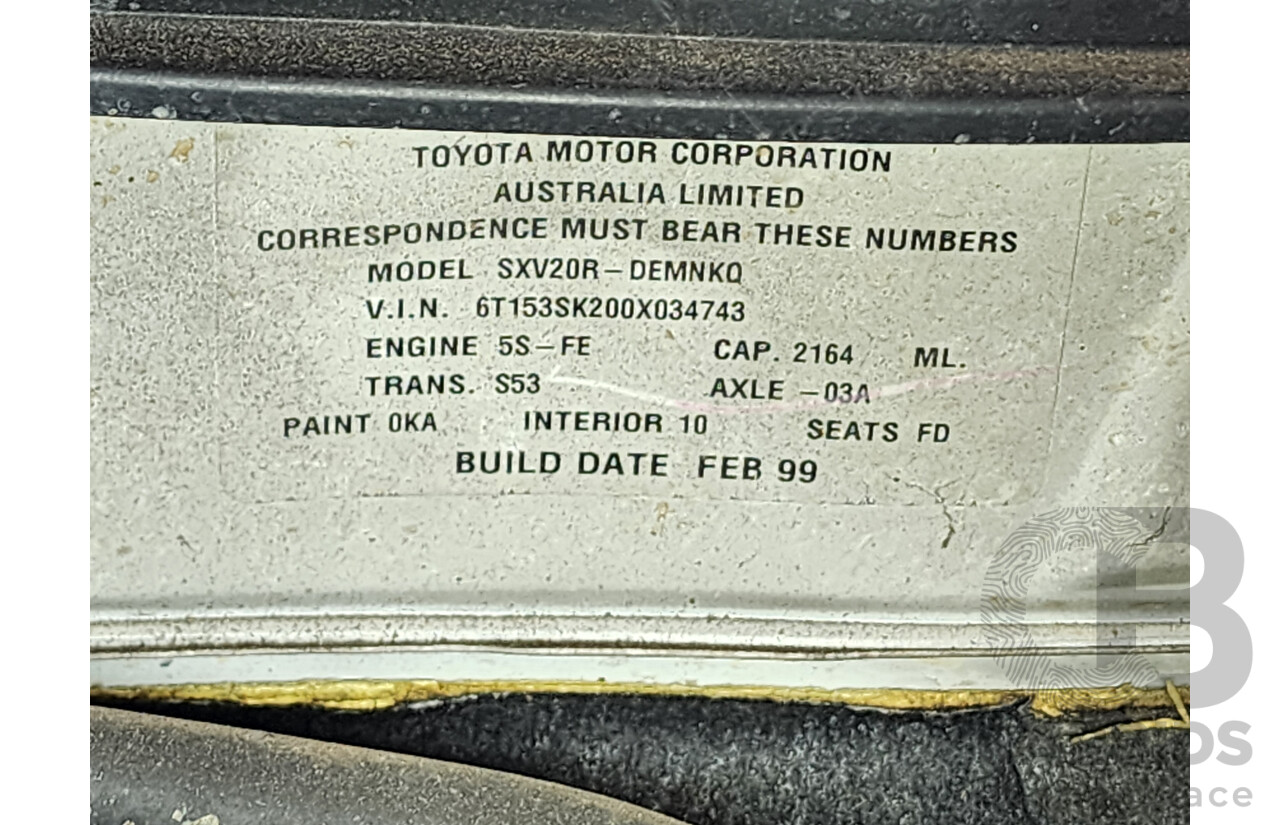 TOYOTA MOTOR CORPORATION
AUSTRALIA LIMITED
CORRESPONDENCE MUST BEAR THESE NUMBERS
MODEL SXV20R-DEMNKQ
V.I.N. 6T153SK200X034743
ENGINE 5S-FE CAP. 2164 ML.
TRANS. S53 AXLE -03A
PAINT 0KA INTERIOR 10 SEATS FD
BUILD DATE FEB 99